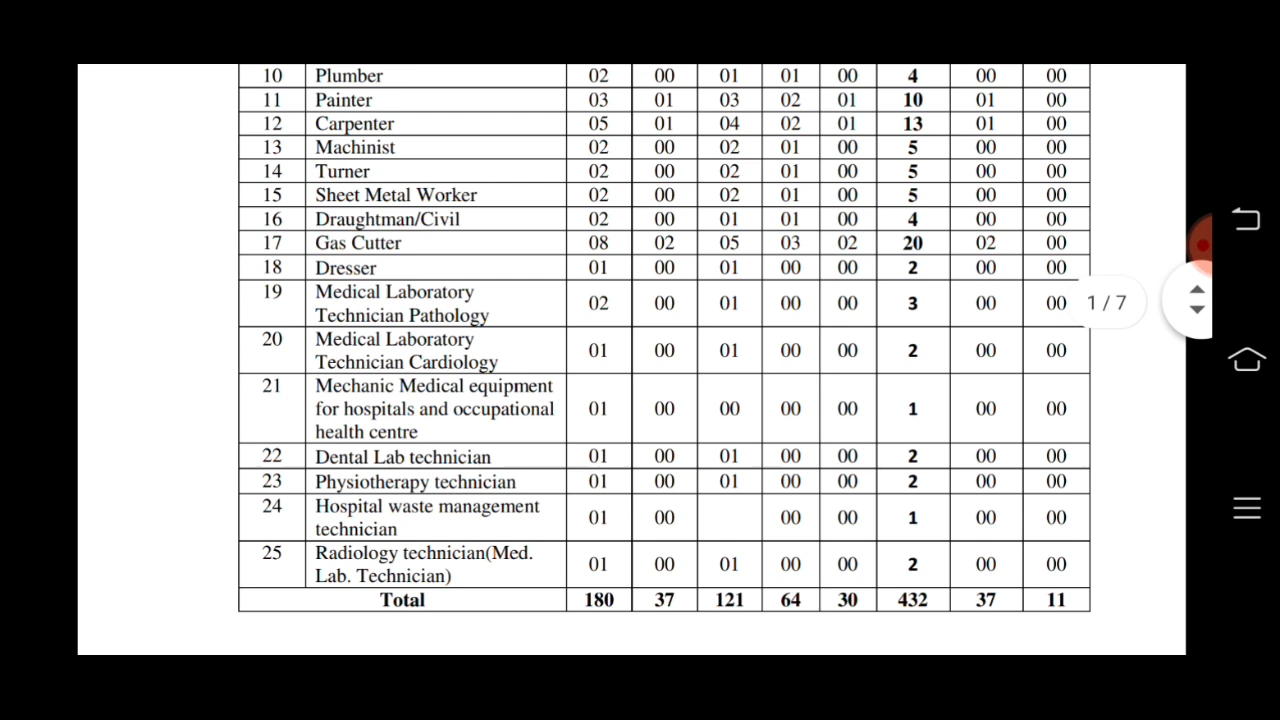 10 Plumber 02 00 01 01 00 4 00 00
11 Painter 03 01 03 02 01 10 01 00
12 Carpenter 05 01 04 02 01 13 01 00
13 Machinist 02 00 02 01 00 5 00 00
14 Turner 02 00 02 01 00 5 00 00
15 Sheet Metal Worker 02 00 02 01 00 5 00 00
16 Draughtman/Civil 02 00 01 01 00 4 00 00
17 Gas Cutter 08 02 05 03 02 20 02 00
18 Dresser 01 00 01 00 00 2 00 00
19 Medical Laboratory
Technician Pathology 02 00 01 00 00 3 00 00
1 / 7
20 Medical Laboratory
Technician Cardiology 01 00 01 00 00 2 00 00
21 Mechanic Medical equipment
for hospitals and occupational 01 00 00 00 00 1 00 00
health centre
22 Dental Lab technician 01 00 01 00 00 2 00 00
23 Physiotherapy technician 01 00 01 00 00 2 00 00
24 Hospital waste management
technician 01 00 00 00 1 00 00
25 Radiology technician(Med.
Lab. Technician) 01 00 01 00 00 2 00 00
Total 180 37 121 64 30 432 37 11